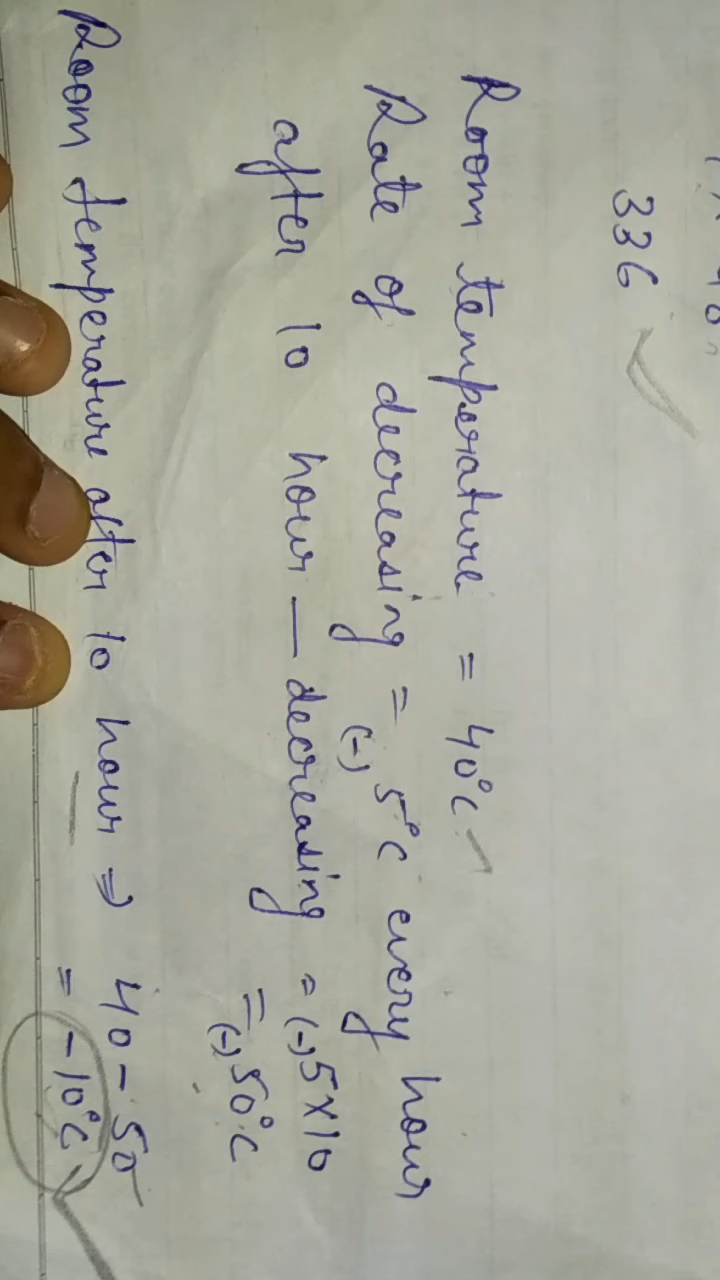 336
Room temperature = 40°C
Rate of decreasing = (-) 5°C every hour
after 10 hour — decreasing = (-) 5 x 10
= (-) 50°C
Room temperature after 10 hour ⇒ 40 - 50
= -10°C